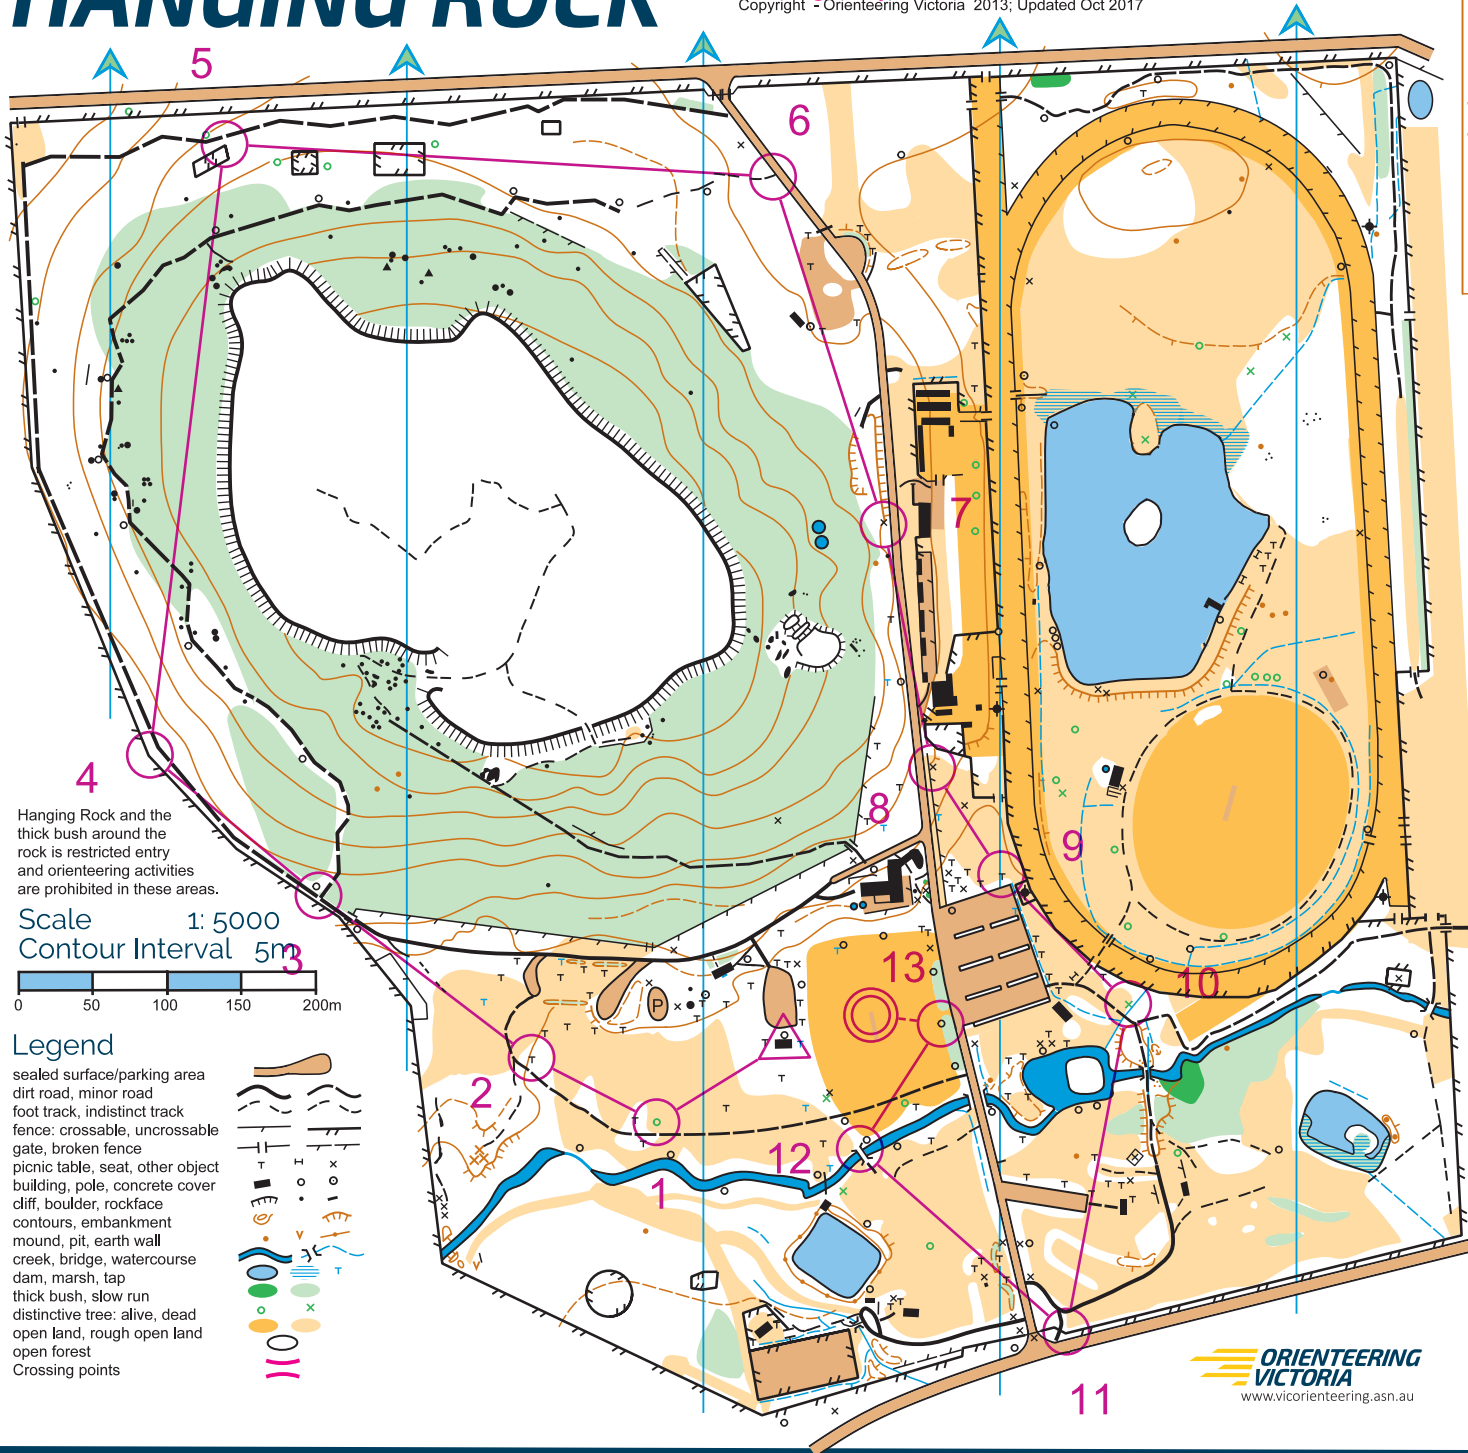 HANGING ROCK
Copyright - Orienteering Victoria 2013; Updated Oct 2017
5
6
7
4
8
9
Hanging Rock and the
thick bush around the
rock is restricted entry
and orienteering activities
are prohibited in these areas.
Scale 1: 5000
Contour Interval 5m
3
0 50 100 150 200m
13
10
P
2
12
1
11
Legend
sealed surface/parking area
dirt road, minor road
foot track, indistinct track
fence: crossable, uncrossable
gate, broken fence
picnic table, seat, other object
building, pole, concrete cover
cliff, boulder, rockface
contours, embankment
mound, pit, earth wall
creek, bridge, watercourse
dam, marsh, tap
thick bush, slow run
distinctive tree: alive, dead
open land, rough open land
open forest
Crossing points
ORIENTEERING
VICTORIA
www.vicorienteering.asn.au